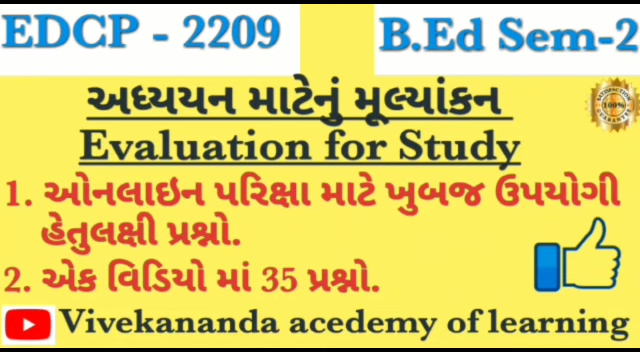 EDCP - 2209
B.Ed Sem-2
અધ્યયન માટેનું મૂલ્યાંકન
Evaluation for Study
1. ઓનલાઇન પરિક્ષા માટે ખુબજ ઉપયોગી
હેતુલક્ષી પ્રશ્નો.
2. એક વિડિયો માં 35 પ્રશ્નો.
Vivekananda acedemy of learning
100%